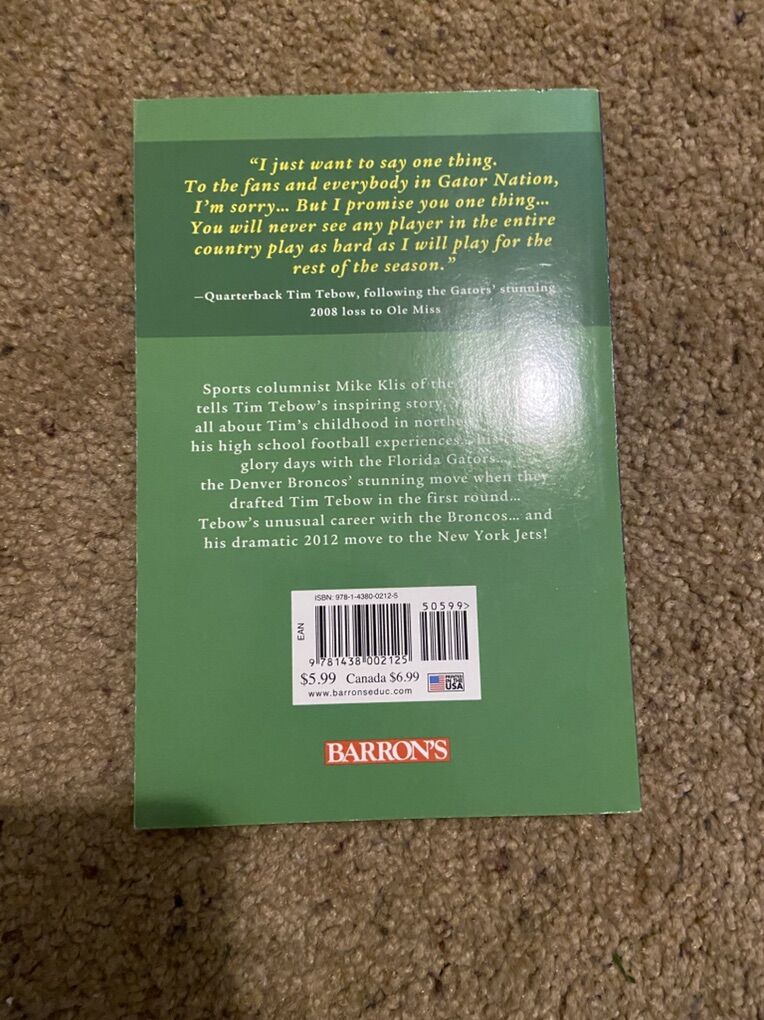 “I just want to say one thing.
To the fans and everybody in Gator Nation,
I'm sorry... But I promise you one thing...
You will never see any player in the entire
country play as hard as I will play for the
rest of the season.”
—Quarterback Tim Tebow, following the Gators' stunning
2008 loss to Ole Miss
Sports columnist Mike Klis of the
tells Tim Tebow's inspiring story
all about Tim's childhood in
his high school football experiences... his
glory days with the Florida Gators...
the Denver Broncos' stunning move when they
drafted Tim Tebow in the first round...
Tebow's unusual career with the Broncos... and
his dramatic 2012 move to the New York Jets!
ISBN: 978-1-4380-0212-5
50599>
EAN
9 781438 002125
$5.99 Canada $6.99
PRINTED IN THE USA
www.barronseduc.com
BARRON'S